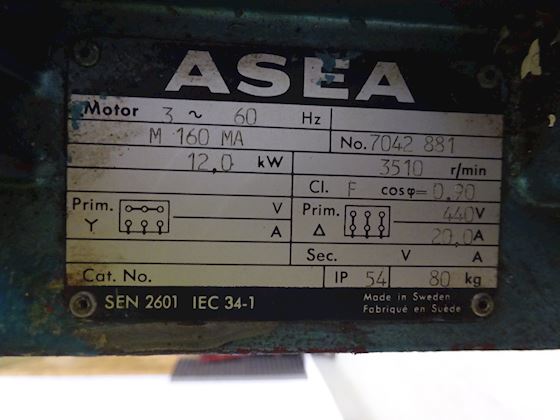 ASEA
Motor 3 ~ 60 Hz
M 160 MA No. 7042 881
12,0 kW 3510 r/min
Cl. F cosφ= 0,90
Prim. V Prim. 440 V
Y A Δ 20,0 A
Sec. V A
Cat. No. IP 54 80 kg
SEN 2601 IEC 34-1 Made in Sweden
Fabriqué en Suède